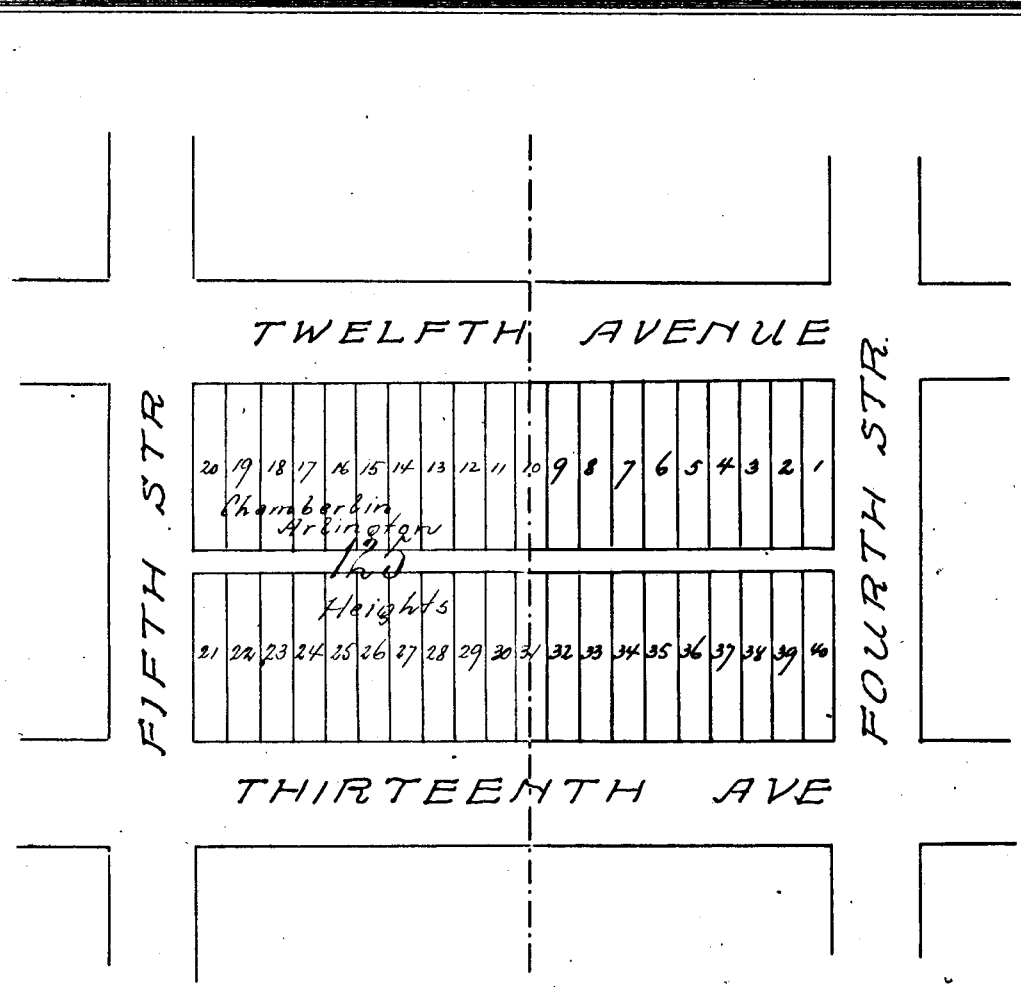 TWELFTH AVENUE
FIFTH STR
FOURTH STR.
20 19 18 17 16 15 14 13 12 11 10 9 8 7 6 5 4 3 2 1
Chamberlin
Arlington
125
Heights
21 22 23 24 25 26 27 28 29 30 31 32 33 34 35 36 37 38 39 40
THIRTEENTH AVE